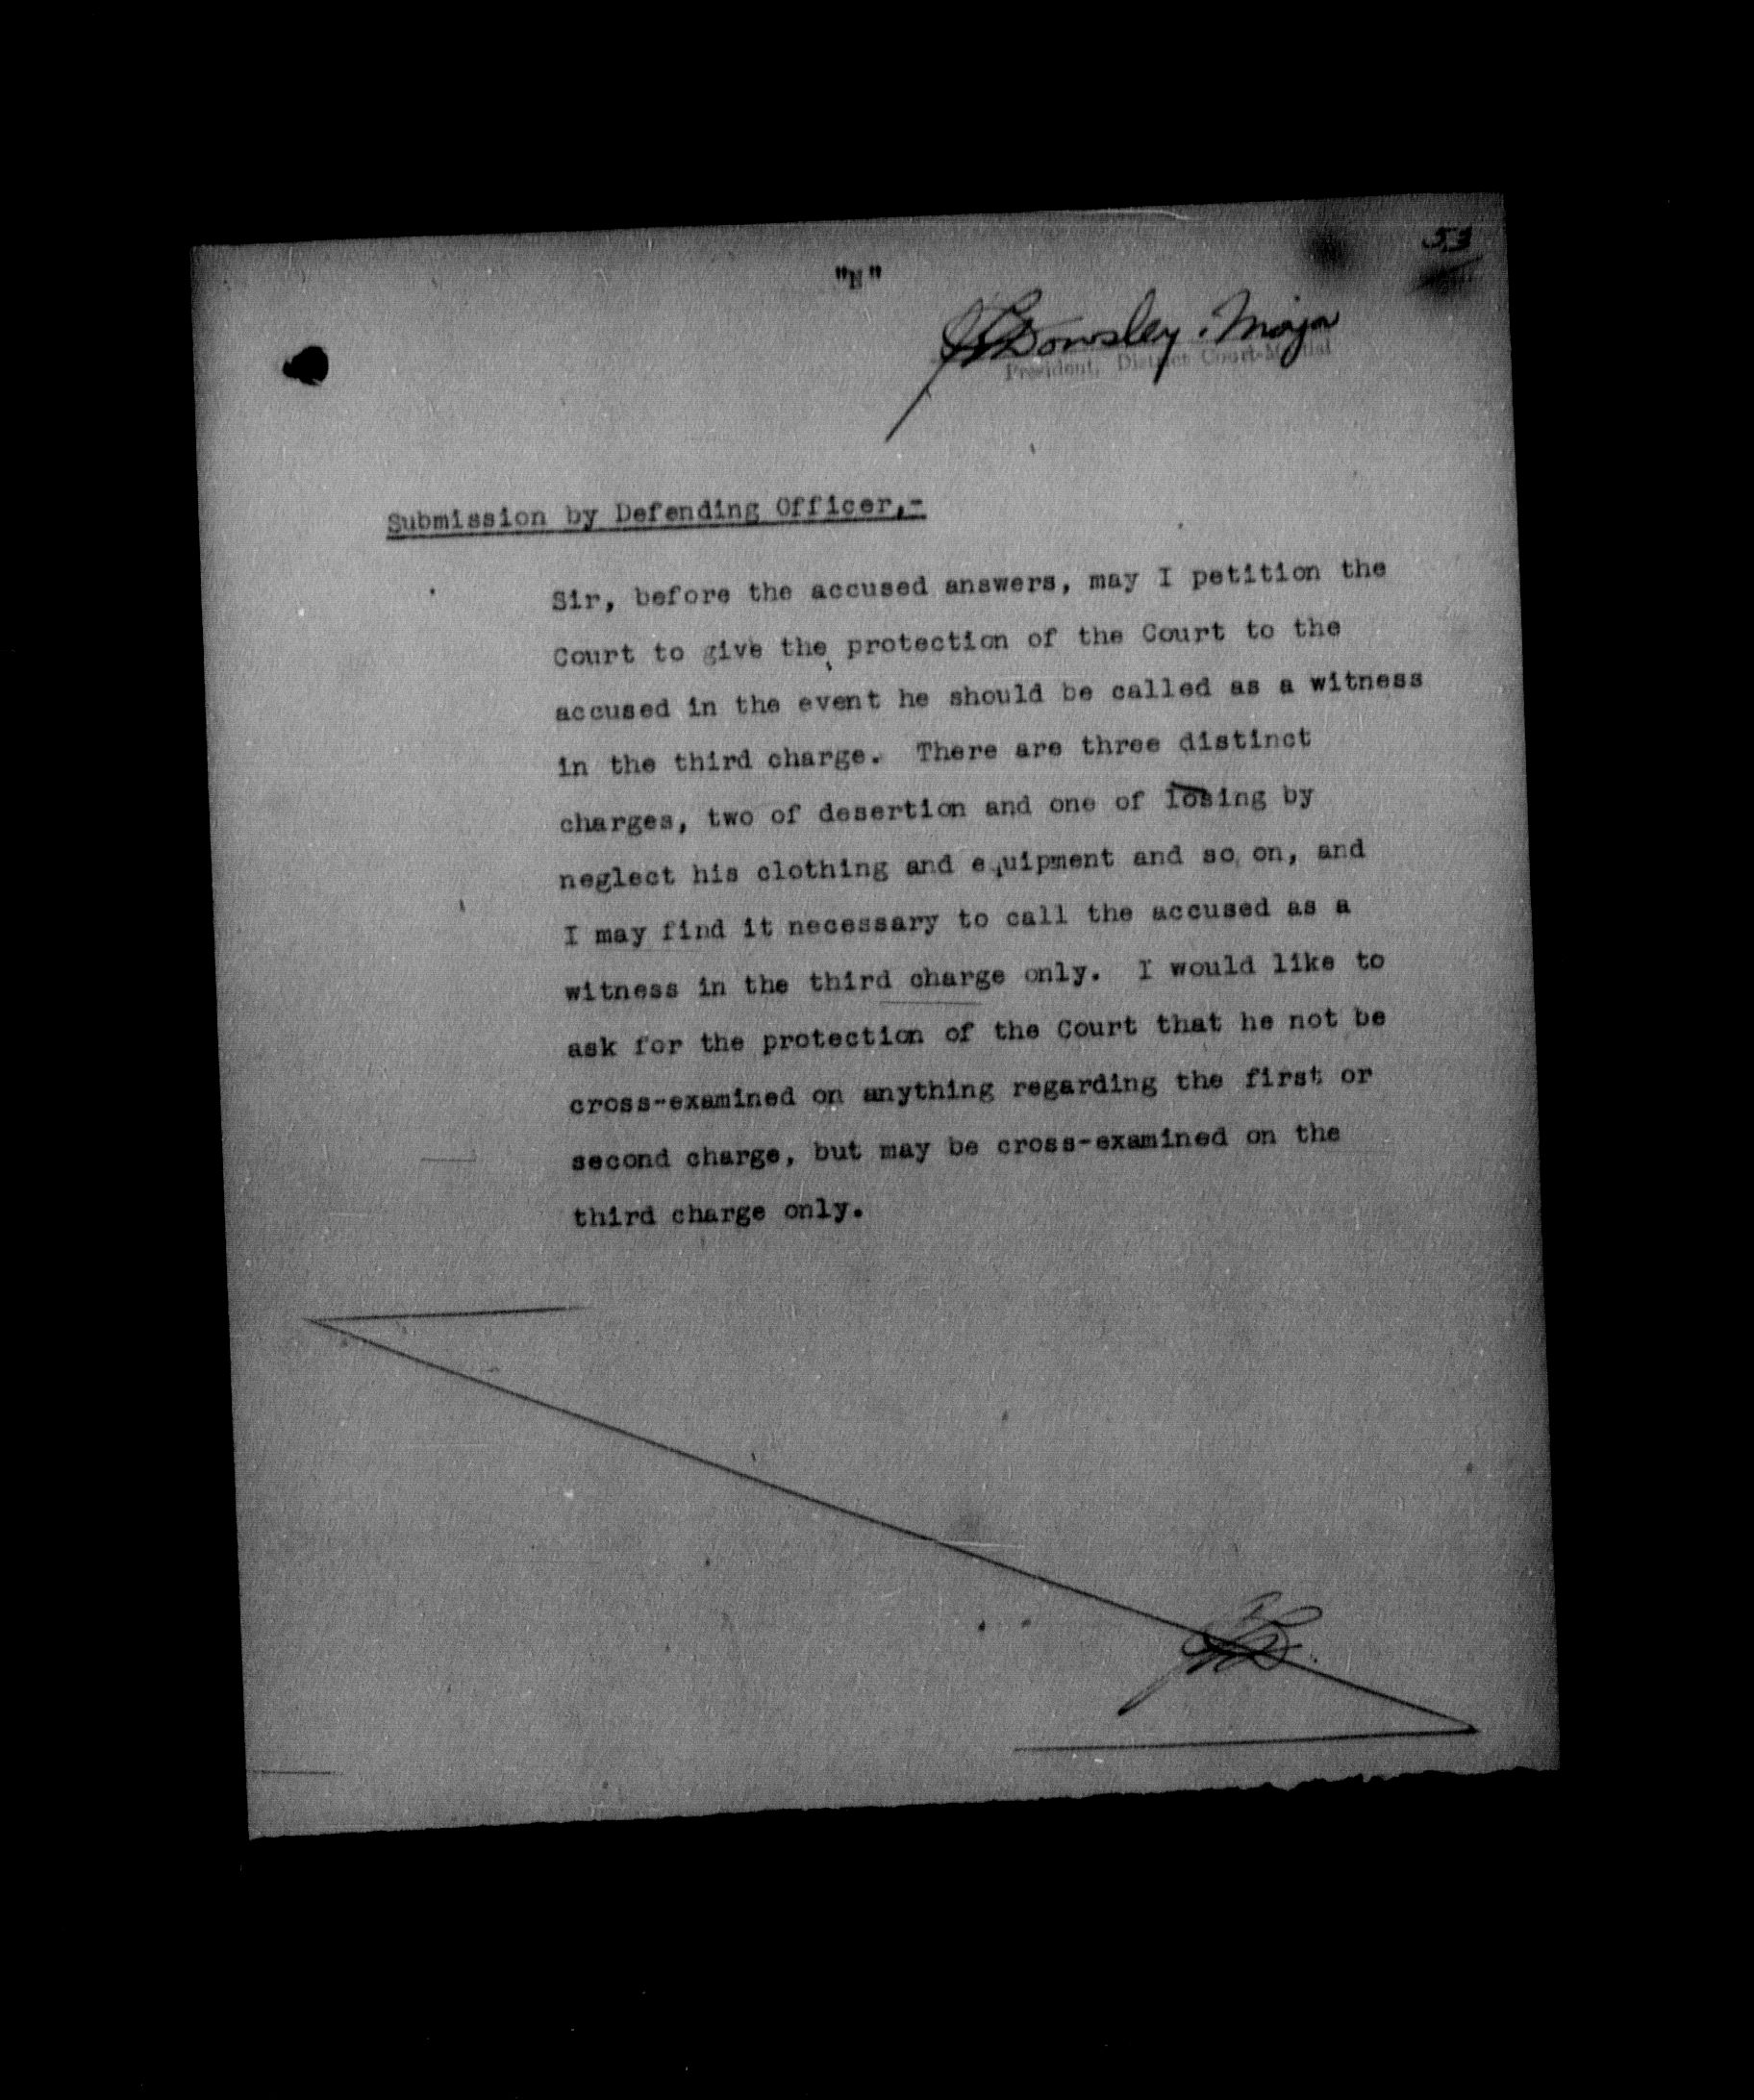 53
"N"
Dowsley. Major
President, District Court-Martial
Submission by Defending Officer,-
Sir, before the accused answers, may I petition the
Court to give the protection of the Court to the
accused in the event he should be called as a witness
in the third charge. There are three distinct
charges, two of desertion and one of losing by
neglect his clothing and equipment and so on, and
I may find it necessary to call the accused as a
witness in the third charge only. I would like to
ask for the protection of the Court that he not be
cross-examined on anything regarding the first or
second charge, but may be cross-examined on the
third charge only.